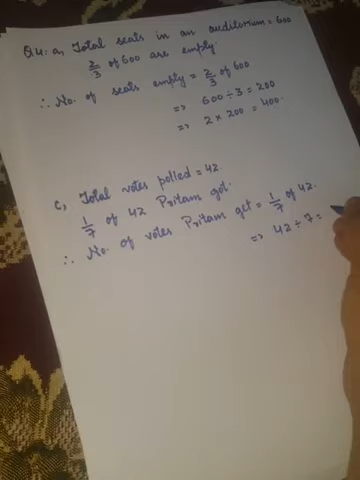 Q4: a, Total seats in an auditorium = 600
2/3 of 600 are empty.
∴ No. of seats empty = 2/3 of 600
=> 600 ÷ 3 = 200
=> 2 × 200 = 400.
c, Total votes polled = 42.
1/7 of 42 Pritam got.
∴ No. of votes Pritam get = 1/7 of 42.
=> 42 ÷ 7 =